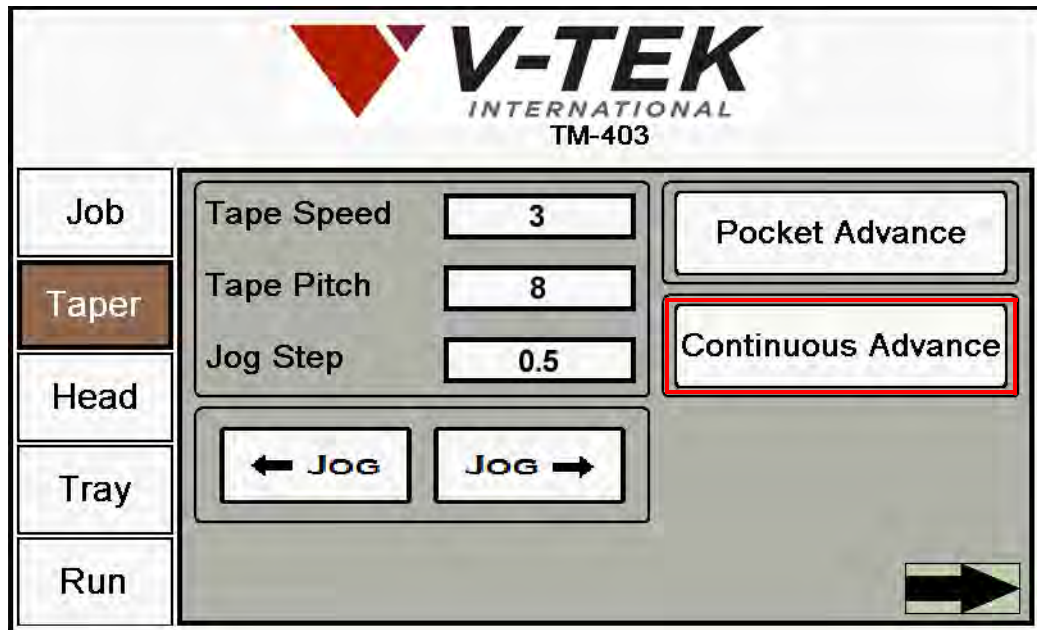 V-TEK
INTERNATIONAL
TM-403
Job
Taper
Head
Tray
Run
Tape Speed 3
Tape Pitch 8
Jog Step 0.5
JOG JOG
Pocket Advance
Continuous Advance